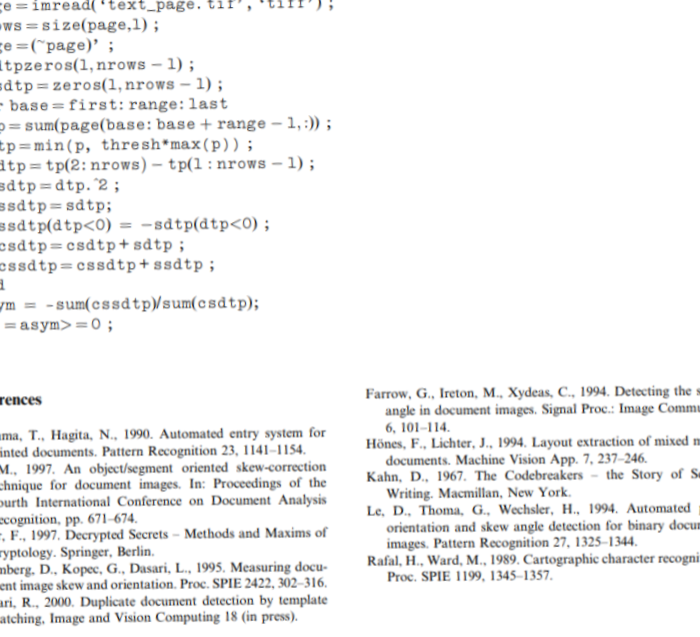 =imread('text_page.tif', 'tiff');
ws=size(page,1);
e=(~page)';
ltpzeros(1,nrows − 1);
sdtp=zeros(1,nrows − 1);
base=first:range:last
p=sum(page(base:base + range − 1,:));
tp=min(p, thresh*max(p));
dtp=tp(2:nrows) − tp(1:nrows − 1);
sdtp=dtp.^2;
ssdtp=sdtp;
ssdtp(dtp<0) = -sdtp(dtp<0);
csdtp=csdtp+sdtp;
cssdtp=cssdtp+ssdtp;
ym = -sum(cssdtp)/sum(csdtp);
=asym>=0;
rences
ma, T., Hagita, N., 1990. Automated entry system for
inted documents. Pattern Recognition 23, 1141–1154.
M., 1997. An object/segment oriented skew-correction
chnique for document images. In: Proceedings of the
ourth International Conference on Document Analysis
ecognition, pp. 671–674.
, F., 1997. Decrypted Secrets – Methods and Maxims of
ryptology. Springer, Berlin.
nberg, D., Kopec, G., Dasari, L., 1995. Measuring docu-
ent image skew and orientation. Proc. SPIE 2422, 302–316.
ari, R., 2000. Duplicate document detection by template
atching, Image and Vision Computing 18 (in press).
Farrow, G., Ireton, M., Xydeas, C., 1994. Detecting the s
angle in document images. Signal Proc.: Image Commu
6, 101–114.
Hönes, F., Lichter, J., 1994. Layout extraction of mixed m
documents. Machine Vision App. 7, 237–246.
Kahn, D., 1967. The Codebreakers – the Story of Se
Writing. Macmillan, New York.
Le, D., Thoma, G., Wechsler, H., 1994. Automated p
orientation and skew angle detection for binary docu
images. Pattern Recognition 27, 1325–1344.
Rafal, H., Ward, M., 1989. Cartographic character recogni
Proc. SPIE 1199, 1345–1357.